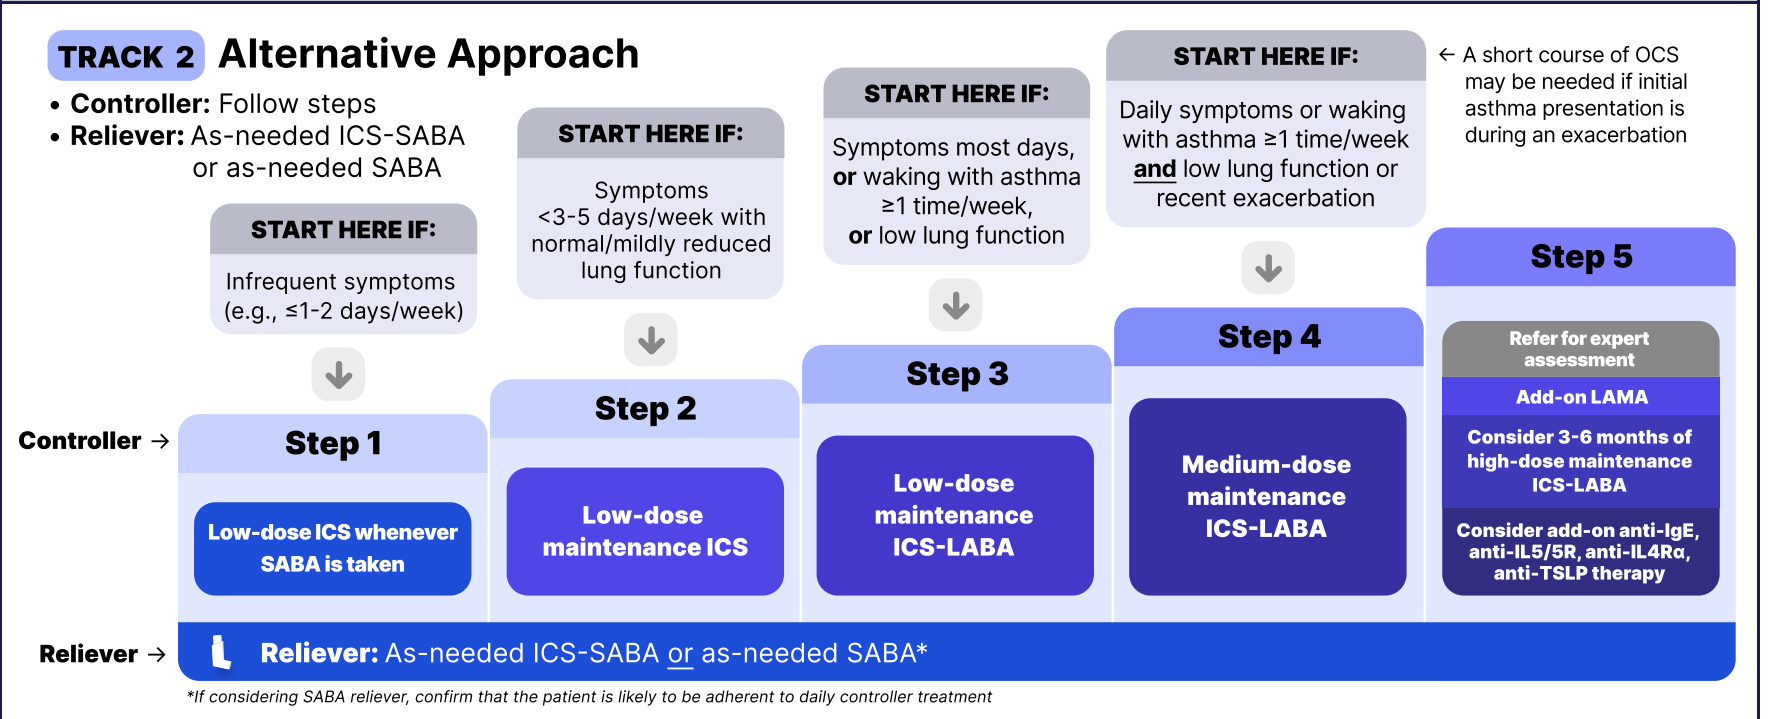 TRACK 2 Alternative Approach
• Controller: Follow steps
• Reliever: As-needed ICS-SABA
or as-needed SABA
START HERE IF:
Infrequent symptoms
(e.g., ≤1-2 days/week)
START HERE IF:
Symptoms
<3-5 days/week with
normal/mildly reduced
lung function
START HERE IF:
Symptoms most days,
or waking with asthma
≥1 time/week,
or low lung function
START HERE IF:
Daily symptoms or waking
with asthma ≥1 time/week
and low lung function or
recent exacerbation
← A short course of OCS
may be needed if initial
asthma presentation is
during an exacerbation
Controller →
Step 1
Low-dose ICS whenever
SABA is taken
Step 2
Low-dose
maintenance ICS
Step 3
Low-dose
maintenance
ICS-LABA
Step 4
Medium-dose
maintenance
ICS-LABA
Step 5
Refer for expert
assessment
Add-on LAMA
Consider 3-6 months of
high-dose maintenance
ICS-LABA
Consider add-on anti-IgE,
anti-IL5/5R, anti-IL4Rα,
anti-TSLP therapy
Reliever →
Reliever: As-needed ICS-SABA or as-needed SABA*
*If considering SABA reliever, confirm that the patient is likely to be adherent to daily controller treatment